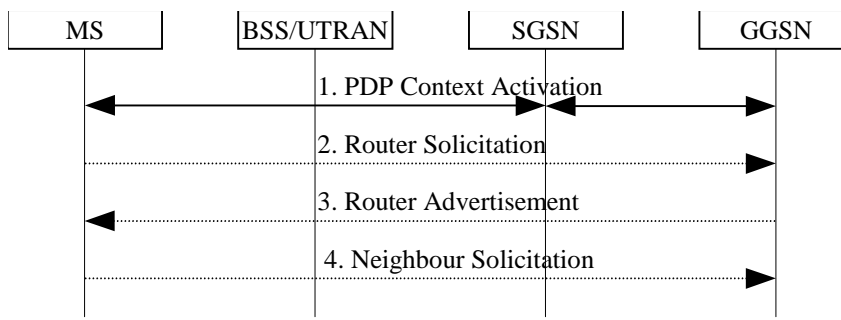 MS BSS/UTRAN SGSN GGSN
1. PDP Context Activation
2. Router Solicitation
3. Router Advertisement
4. Neighbour Solicitation